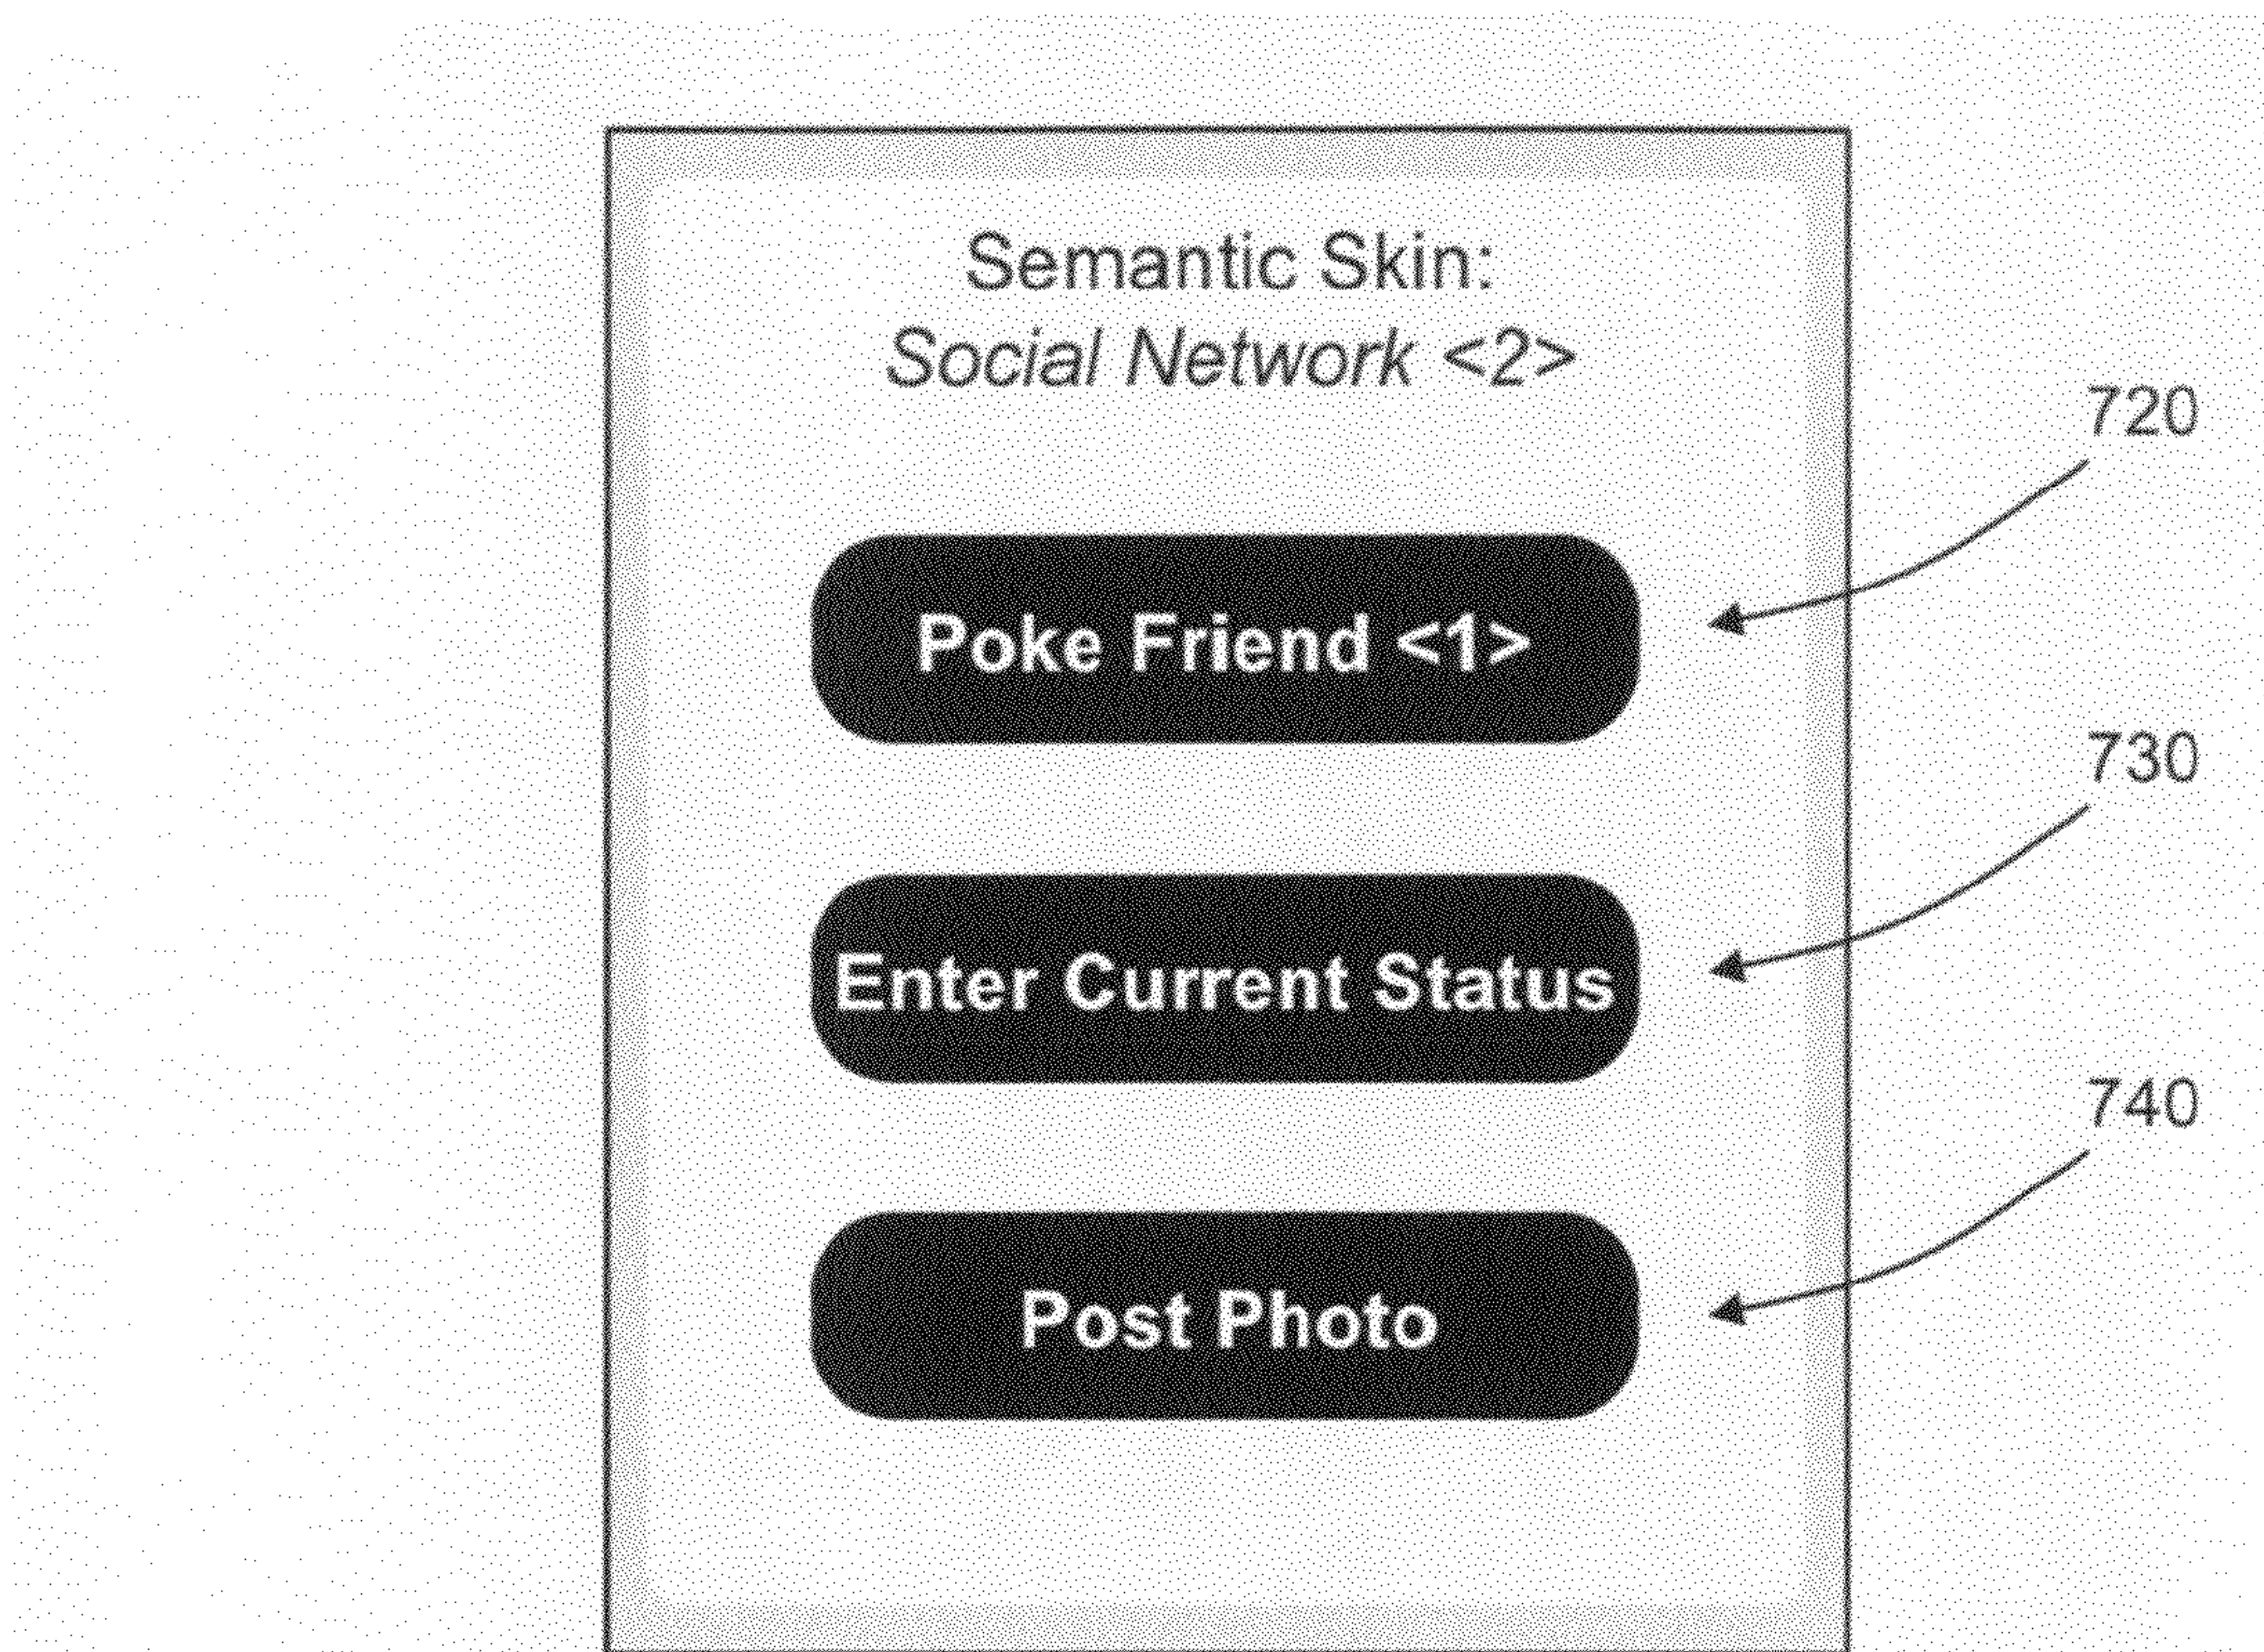 Semantic Skin:
Social Network <2>
720
Poke Friend <1>
730
Enter Current Status
740
Post Photo